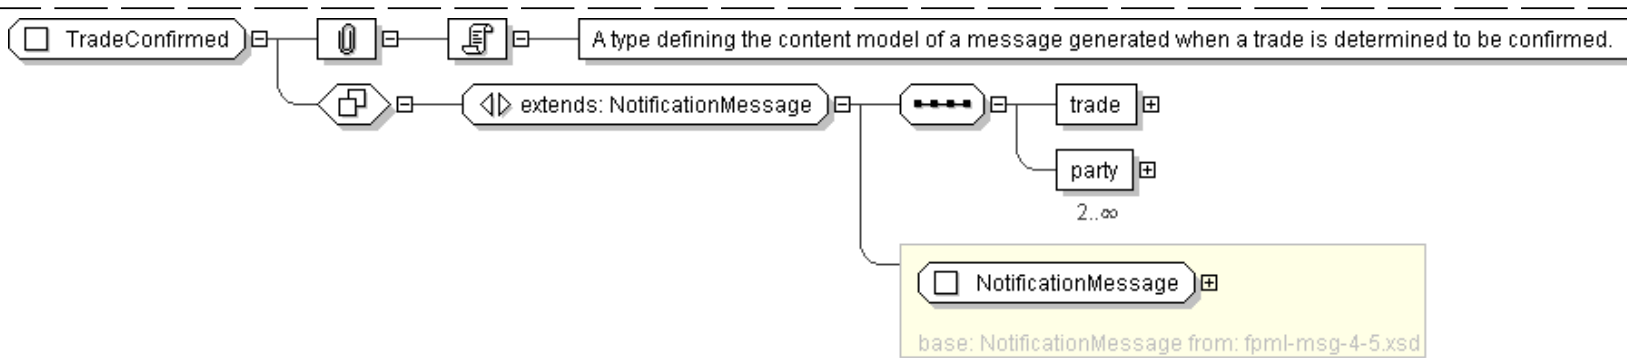 TradeConfirmed
A type defining the content model of a message generated when a trade is determined to be confirmed.
extends: NotificationMessage
trade
party
2..∞
NotificationMessage
base: NotificationMessage from: fpml-msg-4-5.xsd